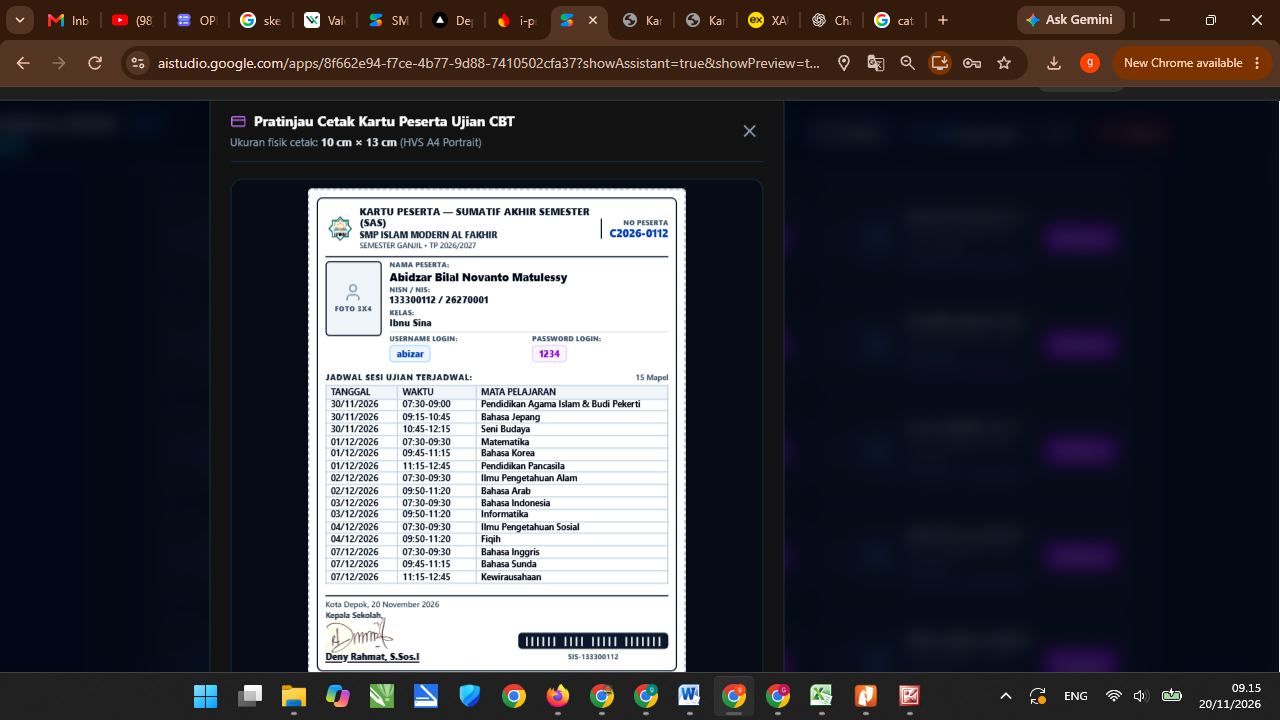 Inb
(98
OP
ske
Vali
SM
Dep
i-p
Kar
Kar
XAI
Cha
cat
Ask Gemini
aistudio.google.com/apps/8f662e94-f7ce-4b77-9d88-7410502cfa37?showAssistant=true&showPreview=t...
g
New Chrome available
Pratinjau Cetak Kartu Peserta Ujian CBT
Ukuran fisik cetak: 10 cm × 13 cm (HVS A4 Portrait)
KARTU PESERTA — SUMATIF AKHIR SEMESTER (SAS)
SMP ISLAM MODERN AL FAKHIR
SEMESTER GANJIL • TP 2026/2027
NO PESERTA
C2026-0112
FOTO 3X4
NAMA PESERTA:
Abidzar Bilal Novanto Matulessy
NISN / NIS:
133300112 / 26270001
KELAS:
Ibnu Sina
USERNAME LOGIN: PASSWORD LOGIN:
abizar 1234
JADWAL SESI UJIAN TERJADWAL: 15 Mapel
TANGGAL WAKTU MATA PELAJARAN
30/11/2026 07:30-09:00 Pendidikan Agama Islam & Budi Pekerti
30/11/2026 09:15-10:45 Bahasa Jepang
30/11/2026 10:45-12:15 Seni Budaya
01/12/2026 07:30-09:30 Matematika
01/12/2026 09:45-11:15 Bahasa Korea
01/12/2026 11:15-12:45 Pendidikan Pancasila
02/12/2026 07:30-09:30 Ilmu Pengetahuan Alam
02/12/2026 09:50-11:20 Bahasa Arab
03/12/2026 07:30-09:30 Bahasa Indonesia
03/12/2026 09:50-11:20 Informatika
04/12/2026 07:30-09:30 Ilmu Pengetahuan Sosial
04/12/2026 09:50-11:20 Fiqih
07/12/2026 07:30-09:30 Bahasa Inggris
07/12/2026 09:45-11:15 Bahasa Sunda
07/12/2026 11:15-12:45 Kewirausahaan
Kota Depok, 20 November 2026
Kepala Sekolah,
Deny Rahmat, S.Sos.I
SIS-133300112
ENG
09.15
20/11/2026